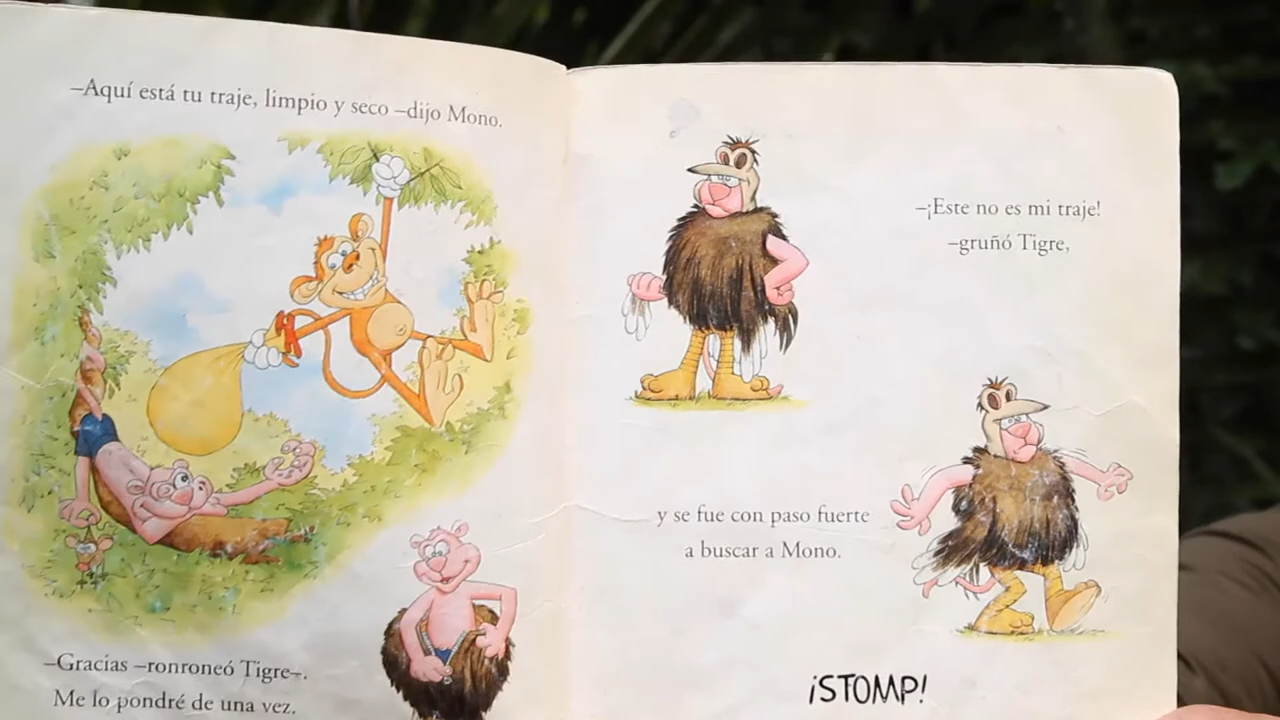 –Aquí está tu traje, limpio y seco –dijo Mono.
–Gracias –ronroneó Tigre–.
Me lo pondré de una vez.
–¡Este no es mi traje!
–gruñó Tigre,
y se fue con paso fuerte
a buscar a Mono.
¡STOMP!